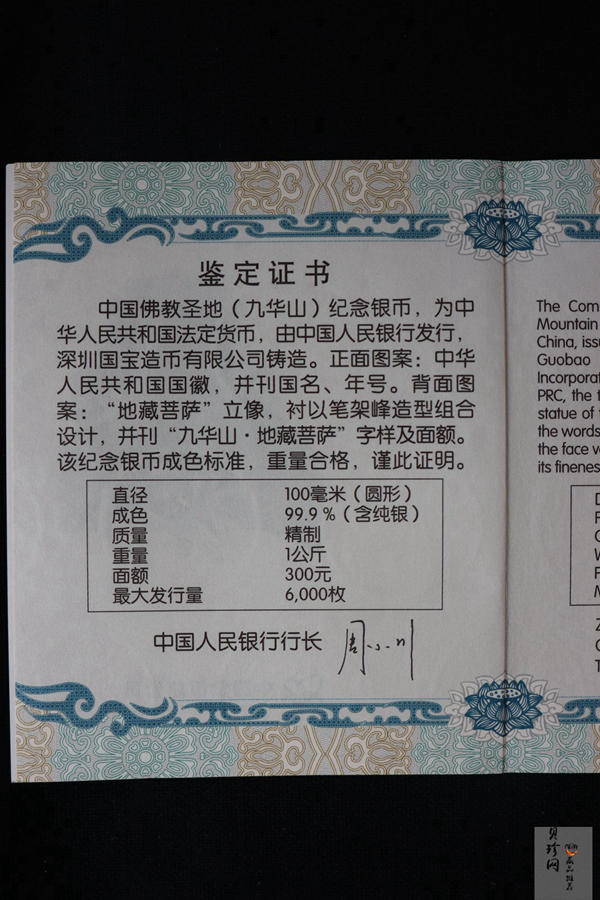 鉴定证书
中国佛教圣地（九华山）纪念银币，为中
华人民共和国法定货币，由中国人民银行发行，
深圳国宝造币有限公司铸造。正面图案：中华
人民共和国国徽，并刊国名、年号。背面图
案：“地藏菩萨”立像，衬以笔架峰造型组合
设计，并刊“九华山·地藏菩萨”字样及面额。
该纪念银币成色标准，重量合格，谨此证明。
直径 100毫米（圆形）
成色 99.9 %（含纯银）
质量 精制
重量 1公斤
面额 300元
最大发行量 6,000枚
中国人民银行行长 周小川
The Com
Mountain
China, issu
Guobao
Incorporat
PRC, the t
statue of
the words
the face v
its finenes
D
F
Q
W
F
M
Z
G
T
贝珍网
藏品推荐